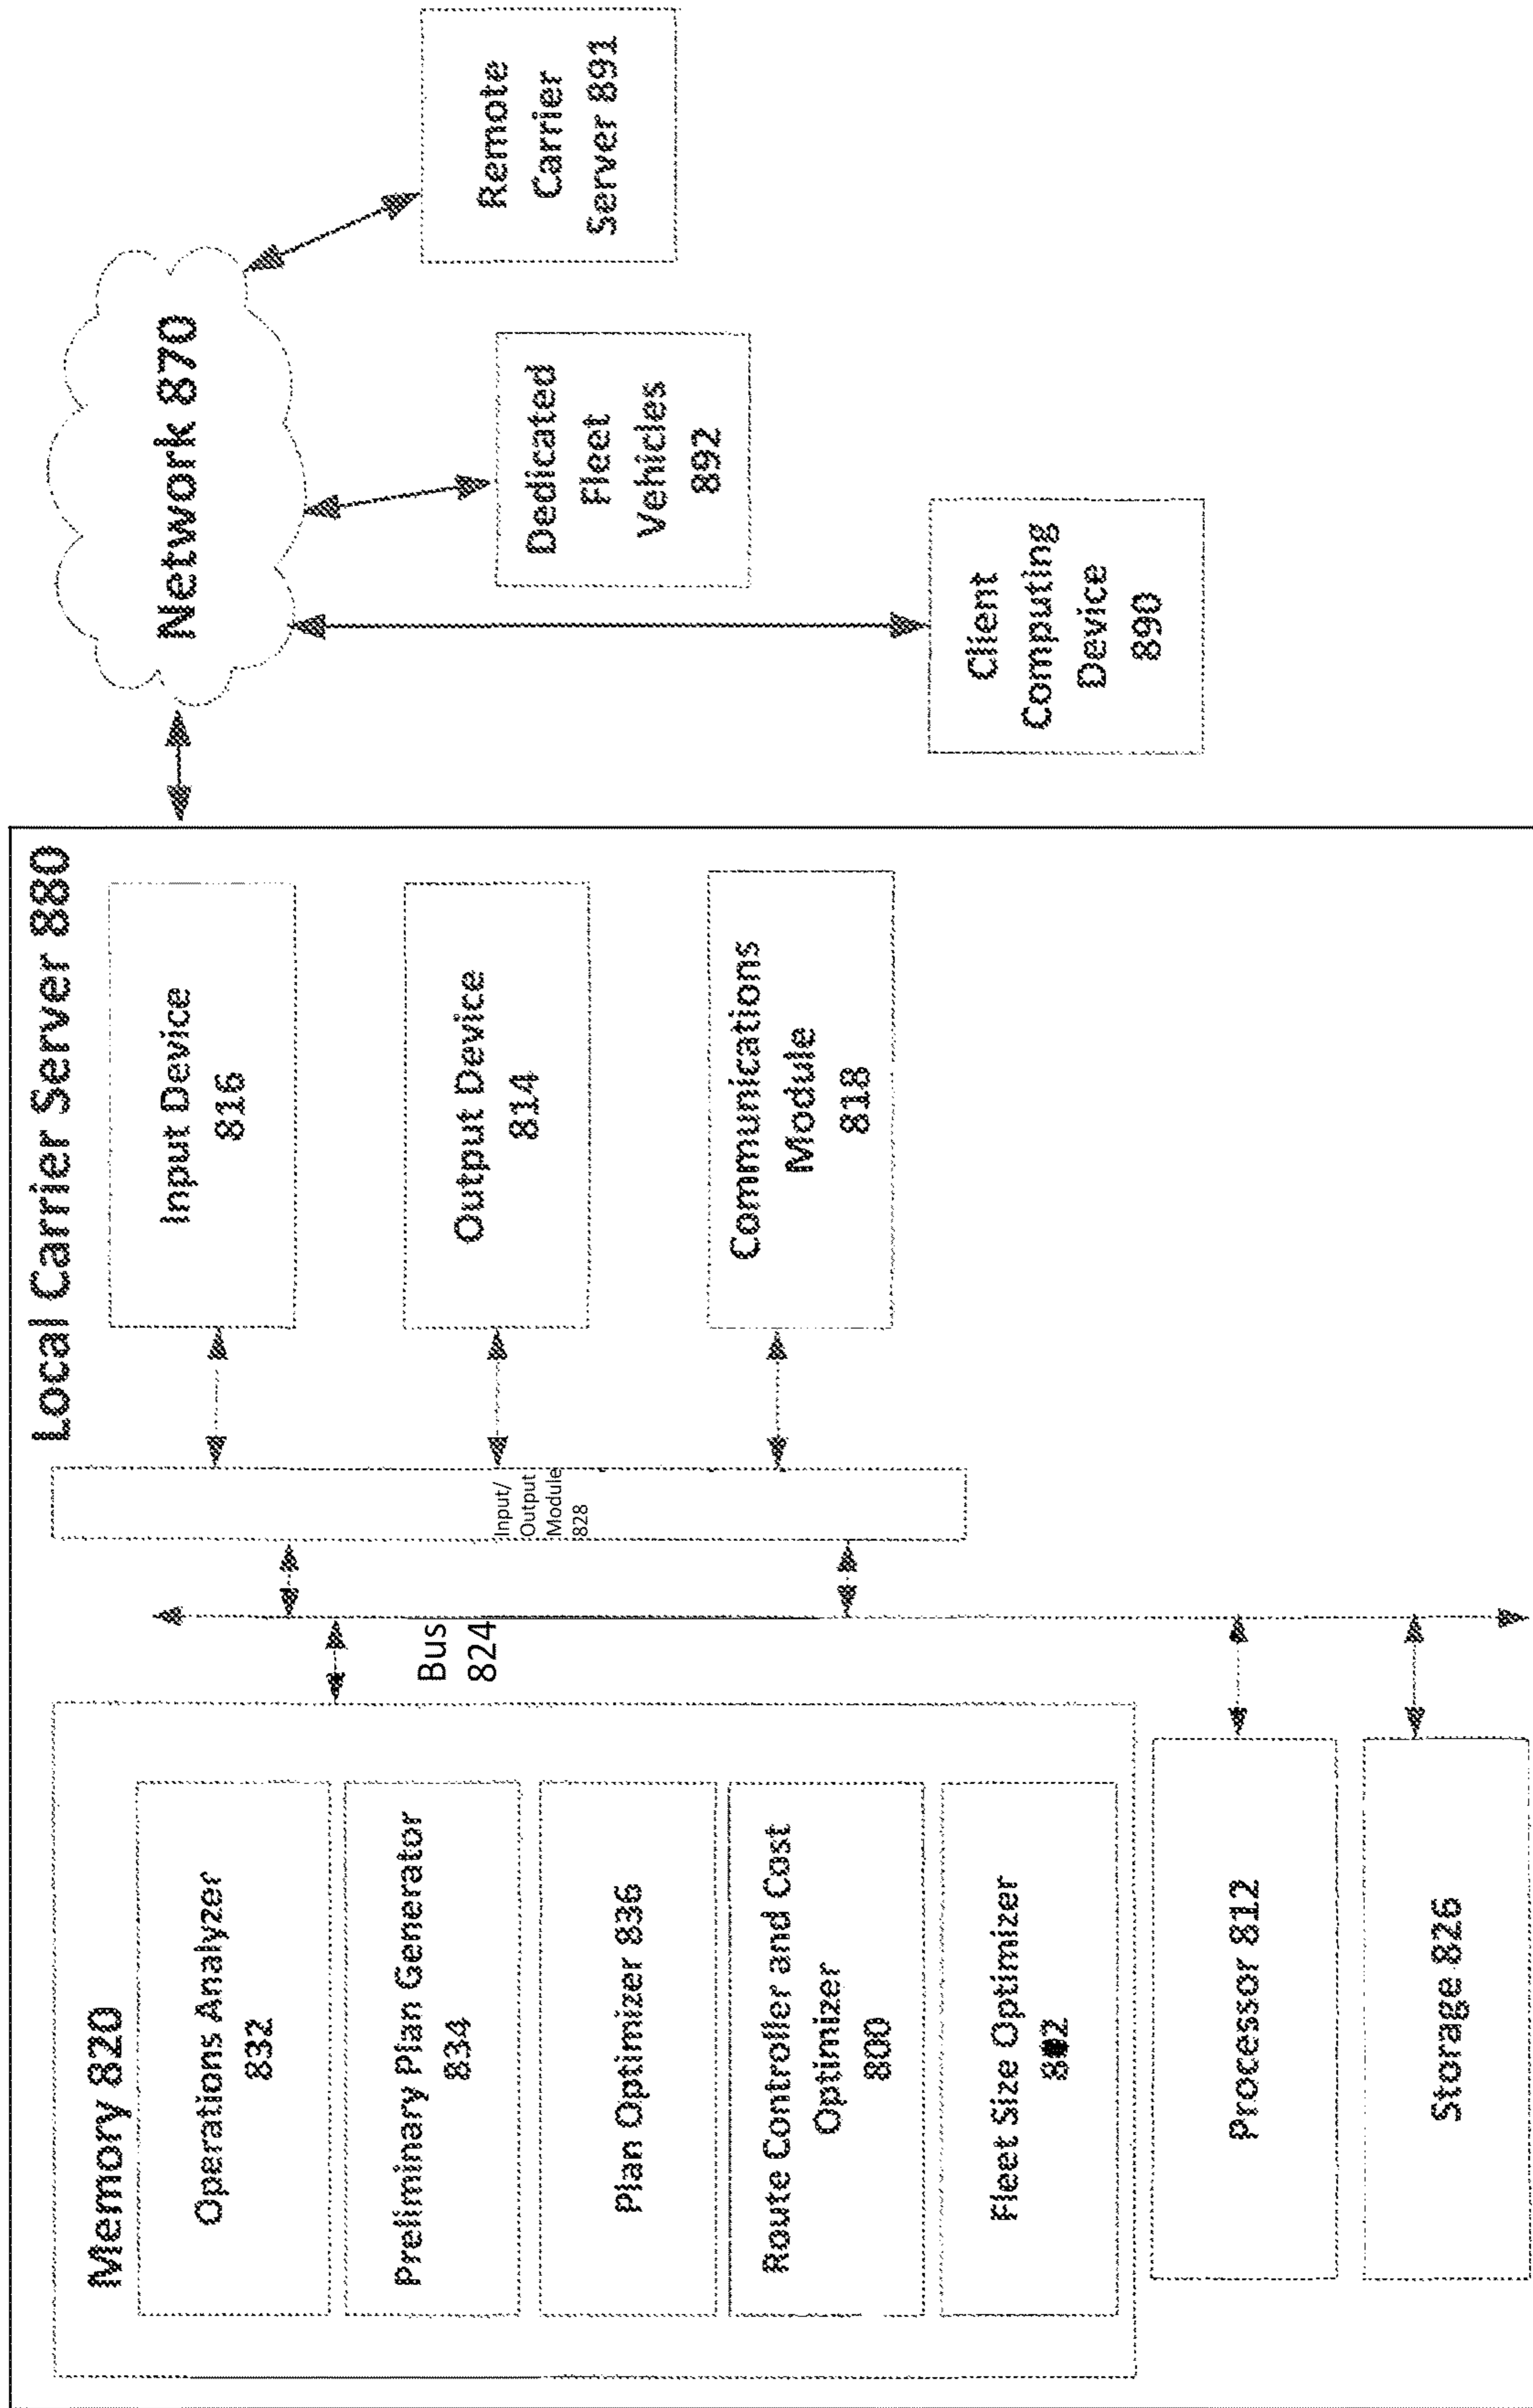 Local Carrier Server 880
Memory 820
Operations Analyzer
832
Preliminary Plan Generator
834
Plan Optimizer 836
Route Controller and Cost
Optimizer
800
Fleet Size Optimizer
Processor 812
Storage 826
Bus
824
Input/
Output
Module
828
Input Device
816
Output Device
814
Communications
Module
818
Network 870
Client
Computing
Device
890
Dedicated
Fleet
Vehicles
892
Remote
Carrier
Server 891